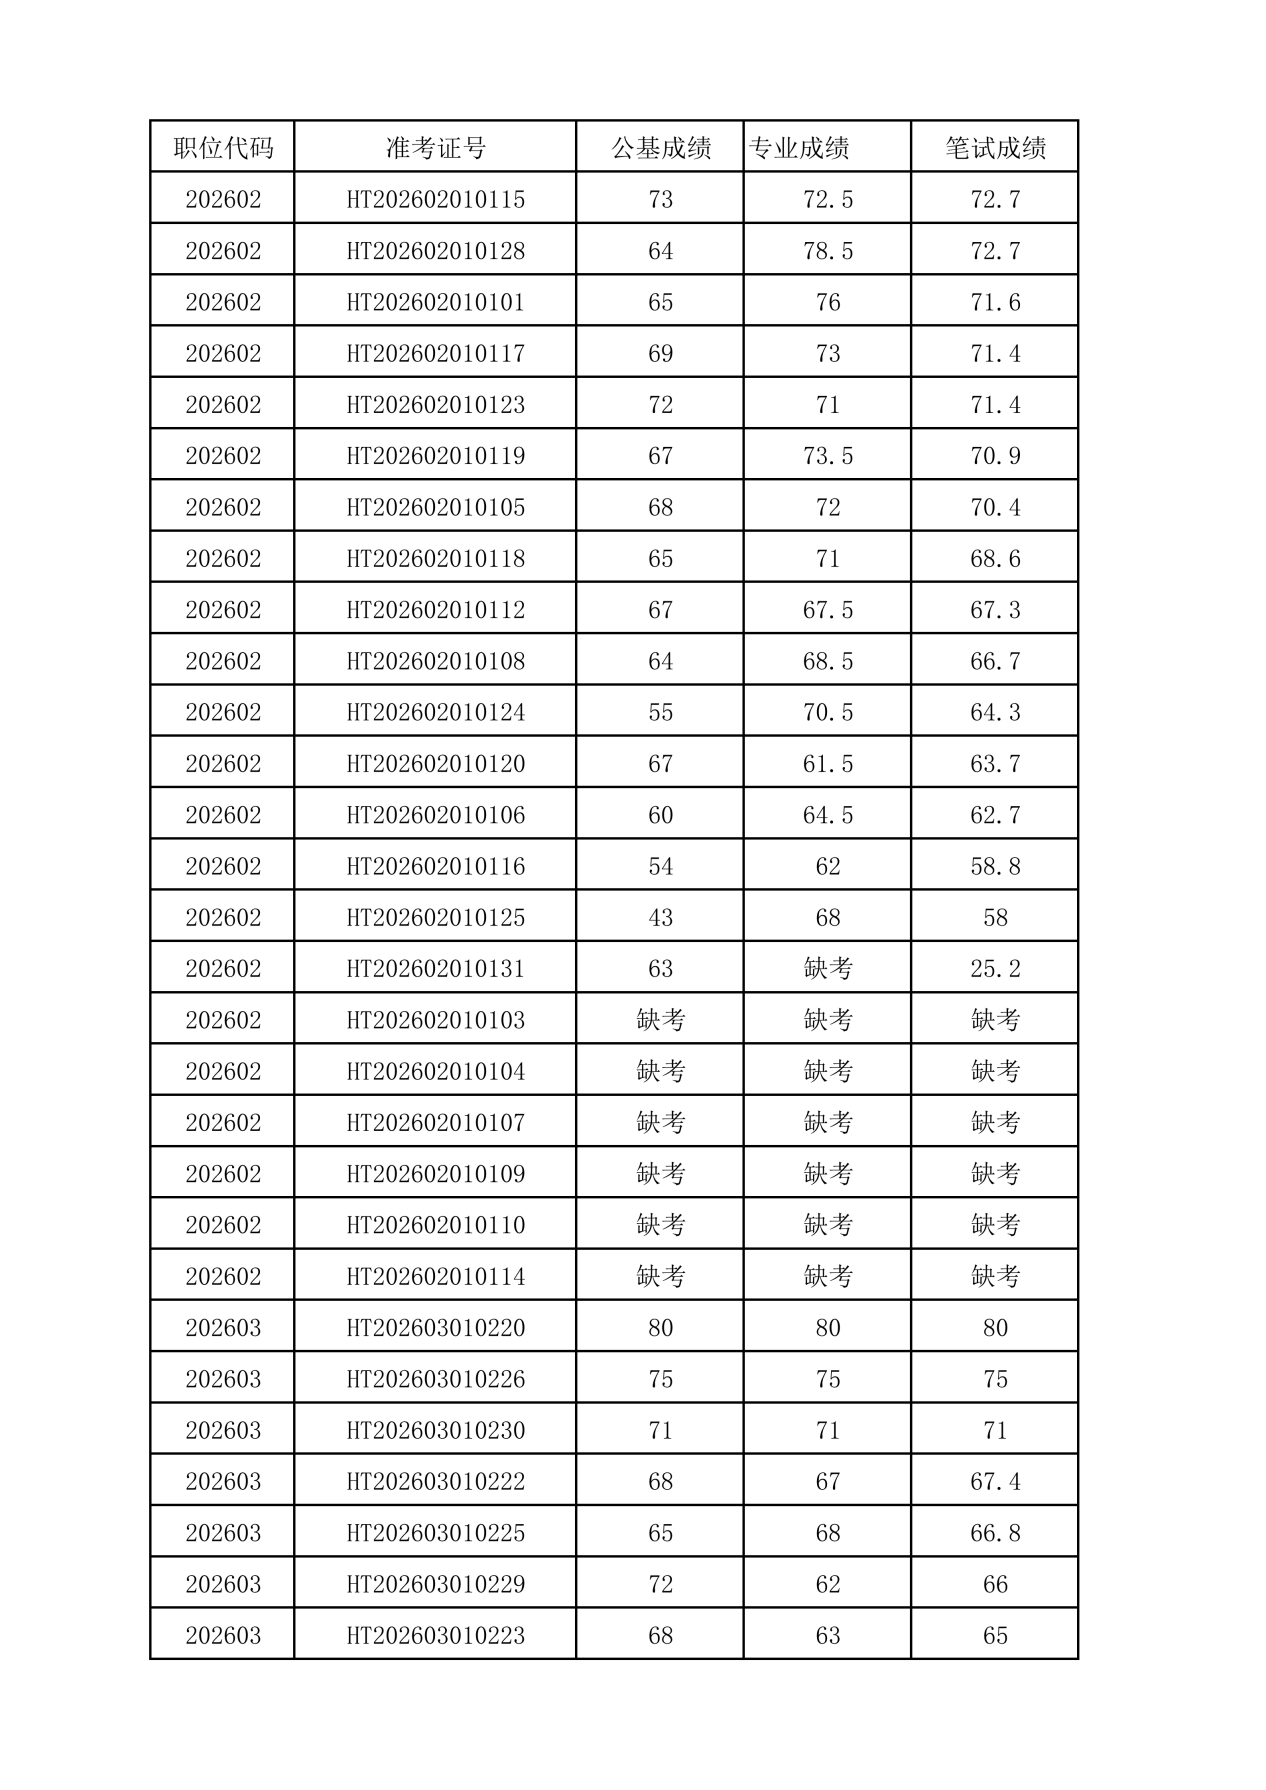 职位代码 准考证号 公基成绩 专业成绩 笔试成绩
202602 HT202602010115 73 72.5 72.7
202602 HT202602010128 64 78.5 72.7
202602 HT202602010101 65 76 71.6
202602 HT202602010117 69 73 71.4
202602 HT202602010123 72 71 71.4
202602 HT202602010119 67 73.5 70.9
202602 HT202602010105 68 72 70.4
202602 HT202602010118 65 71 68.6
202602 HT202602010112 67 67.5 67.3
202602 HT202602010108 64 68.5 66.7
202602 HT202602010124 55 70.5 64.3
202602 HT202602010120 67 61.5 63.7
202602 HT202602010106 60 64.5 62.7
202602 HT202602010116 54 62 58.8
202602 HT202602010125 43 68 58
202602 HT202602010131 63 缺考 25.2
202602 HT202602010103 缺考 缺考 缺考
202602 HT202602010104 缺考 缺考 缺考
202602 HT202602010107 缺考 缺考 缺考
202602 HT202602010109 缺考 缺考 缺考
202602 HT202602010110 缺考 缺考 缺考
202602 HT202602010114 缺考 缺考 缺考
202603 HT202603010220 80 80 80
202603 HT202603010226 75 75 75
202603 HT202603010230 71 71 71
202603 HT202603010222 68 67 67.4
202603 HT202603010225 65 68 66.8
202603 HT202603010229 72 62 66
202603 HT202603010223 68 63 65